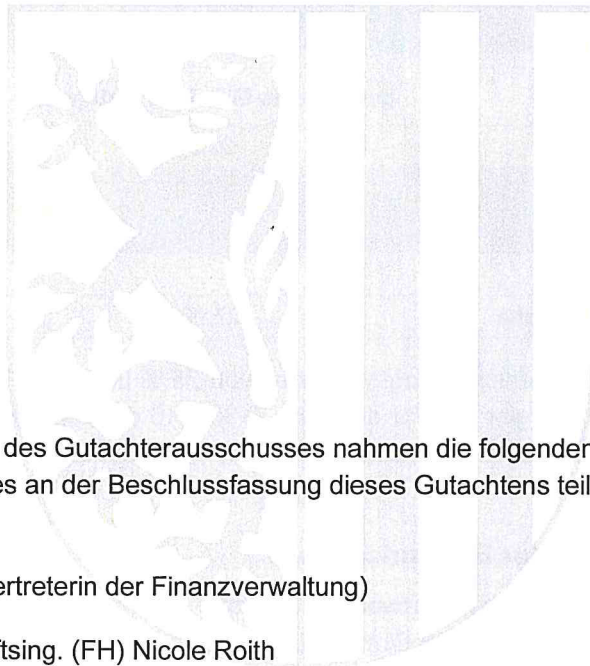 des Gutachterausschusses nahmen die folgenden
es an der Beschlussfassung dieses Gutachtens teil
ertreterin der Finanzverwaltung)
ftsing. (FH) Nicole Roith